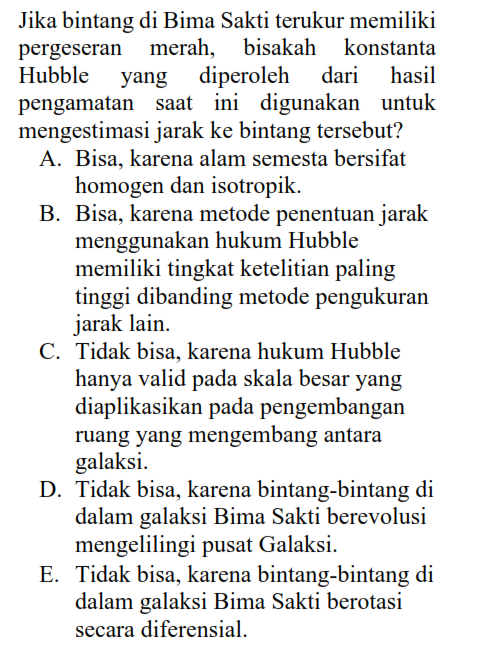 Jika bintang di Bima Sakti terukur memiliki
pergeseran merah, bisakah konstanta
Hubble yang diperoleh dari hasil
pengamatan saat ini digunakan untuk
mengestimasi jarak ke bintang tersebut?
A. Bisa, karena alam semesta bersifat
homogen dan isotropik.
B. Bisa, karena metode penentuan jarak
menggunakan hukum Hubble
memiliki tingkat ketelitian paling
tinggi dibanding metode pengukuran
jarak lain.
C. Tidak bisa, karena hukum Hubble
hanya valid pada skala besar yang
diaplikasikan pada pengembangan
ruang yang mengembang antara
galaksi.
D. Tidak bisa, karena bintang-bintang di
dalam galaksi Bima Sakti berevolusi
mengelilingi pusat Galaksi.
E. Tidak bisa, karena bintang-bintang di
dalam galaksi Bima Sakti berotasi
secara diferensial.